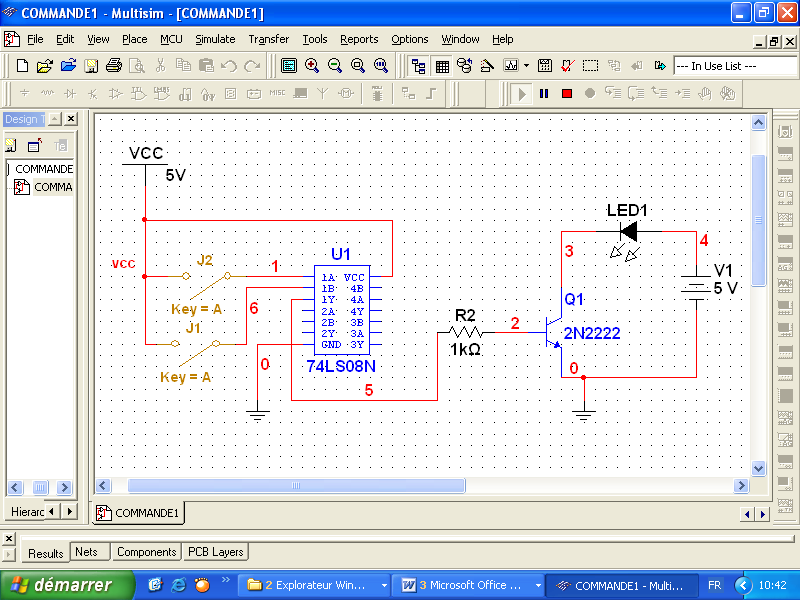 COMMANDE1 - Multisim - [COMMANDE1]
File Edit View Place MCU Simulate Transfer Tools Reports Options Window Help
--- In Use List ---
MISC
Design T
COMMANDE
COMMA
VCC
5V
VCC
J2
Key = A
J1
Key = A
1
6
0
5
U1
1A VCC
1B 4B
1Y 4A
2A 4Y
2B 3B
2Y 3A
GND 3Y
74LS08N
R2
1kΩ
2
Q1
2N2222
3
LED1
4
V1
5 V
0
Hierarc
COMMANDE1
Results Nets Components PCB Layers
démarrer
2 Explorateur Win...
3 Microsoft Office ...
COMMANDE1 - Multi...
FR
10:42